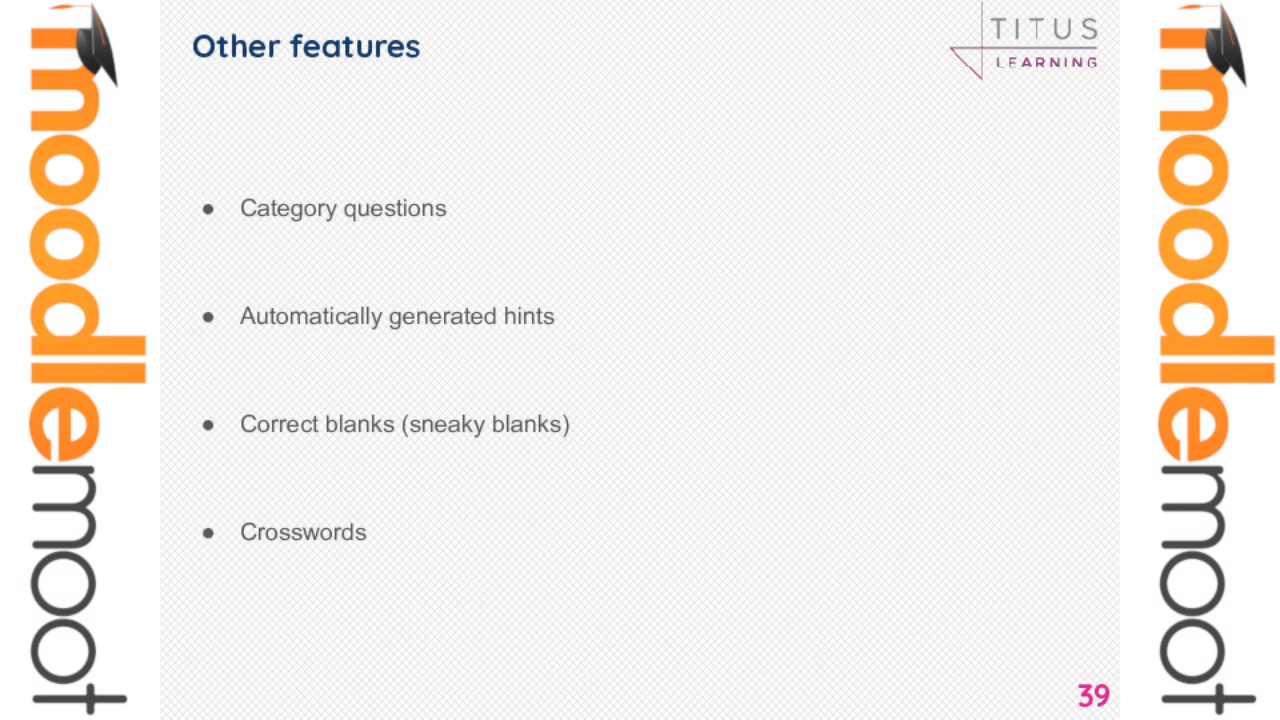 moodlemoot
Other features
TITUS
LEARNING
● Category questions
● Automatically generated hints
● Correct blanks (sneaky blanks)
● Crosswords
39
moodlemoot